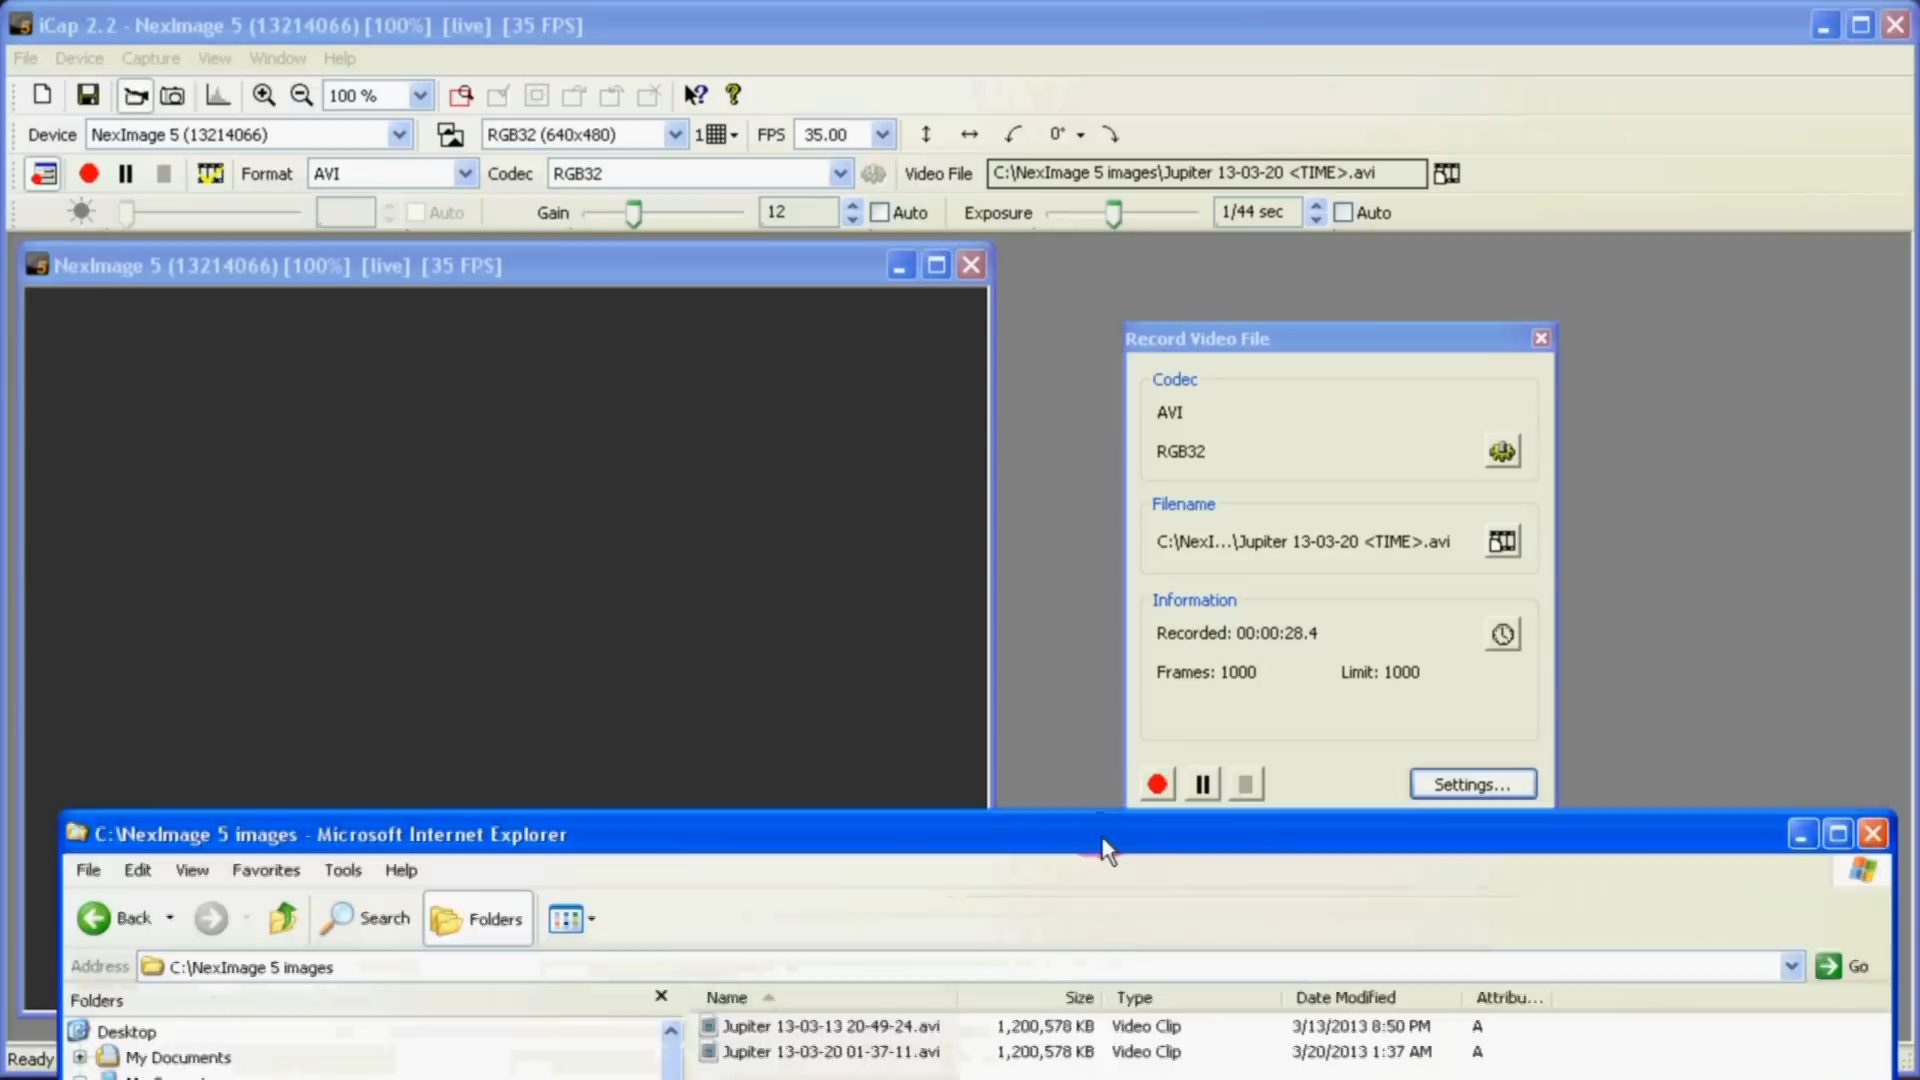 iCap 2.2 - NexImage 5 (13214066) [100%] [live] [35 FPS]
File Device Capture View Window Help
100 %
Device NexImage 5 (13214066) RGB32 (640x480) 1 FPS 35.00 0°
Format AVI Codec RGB32 Video File C:\NexImage 5 images\Jupiter 13-03-20 <TIME>.avi
Auto Gain 12 Auto Exposure 1/44 sec Auto
NexImage 5 (13214066) [100%] [live] [35 FPS]
Record Video File
Codec
AVI
RGB32
Filename
C:\NexI...\Jupiter 13-03-20 <TIME>.avi
Information
Recorded: 00:00:28.4
Frames: 1000 Limit: 1000
Settings...
C:\NexImage 5 images - Microsoft Internet Explorer
File Edit View Favorites Tools Help
Back Search Folders
Address C:\NexImage 5 images Go
Folders
Name Size Type Date Modified Attribu...
Desktop
My Documents
Jupiter 13-03-13 20-49-24.avi 1,200,578 KB Video Clip 3/13/2013 8:50 PM A
Jupiter 13-03-20 01-37-11.avi 1,200,578 KB Video Clip 3/20/2013 1:37 AM A
Ready